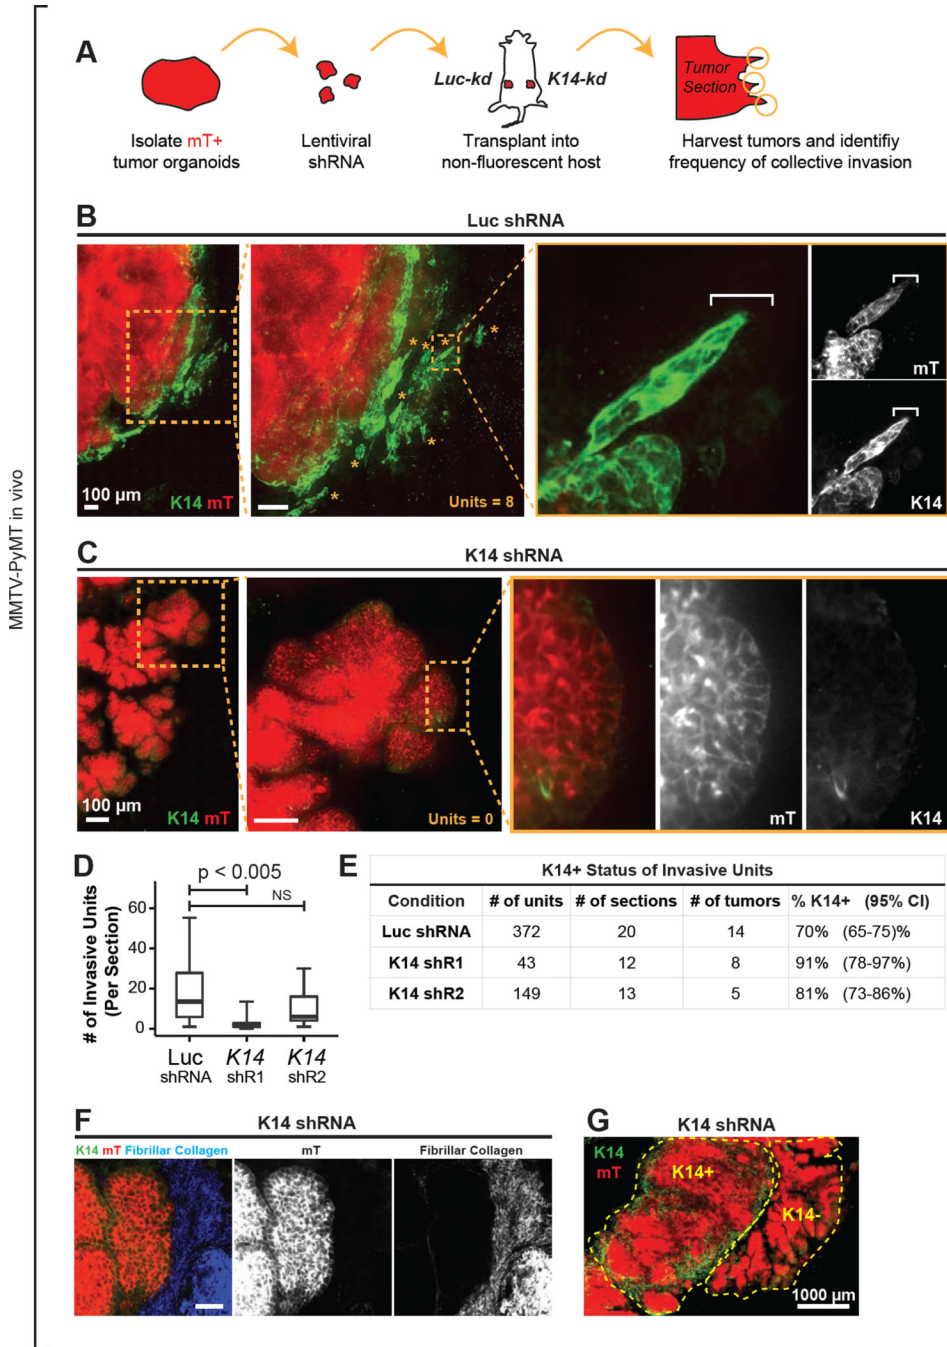 MMTV-PyMT in vivo
A
Luc-kd
K14-kd
Tumor
Section
Isolate mT+
tumor organoids
Lentiviral
shRNA
Transplant into
non-fluorescent host
Harvest tumors and identifiy
frequency of collective invasion
B
Luc shRNA
100 µm
K14 mT
* * * * * * * *
Units = 8
mT
K14
C
K14 shRNA
100 µm
K14 mT
Units = 0
mT
K14
D
p < 0.005
NS
# of Invasive Units
(Per Section)
60
40
20
0
Luc
shRNA
K14
shR1
K14
shR2
E
K14+ Status of Invasive Units
Condition # of units # of sections # of tumors % K14+ (95% CI)
Luc shRNA 372 20 14 70% (65-75)%
K14 shR1 43 12 8 91% (78-97%)
K14 shR2 149 13 5 81% (73-86%)
F
K14 shRNA
K14 mT Fibrillar Collagen
mT
Fibrillar Collagen
G
K14 shRNA
K14
mT
K14+
K14-
1000 µm